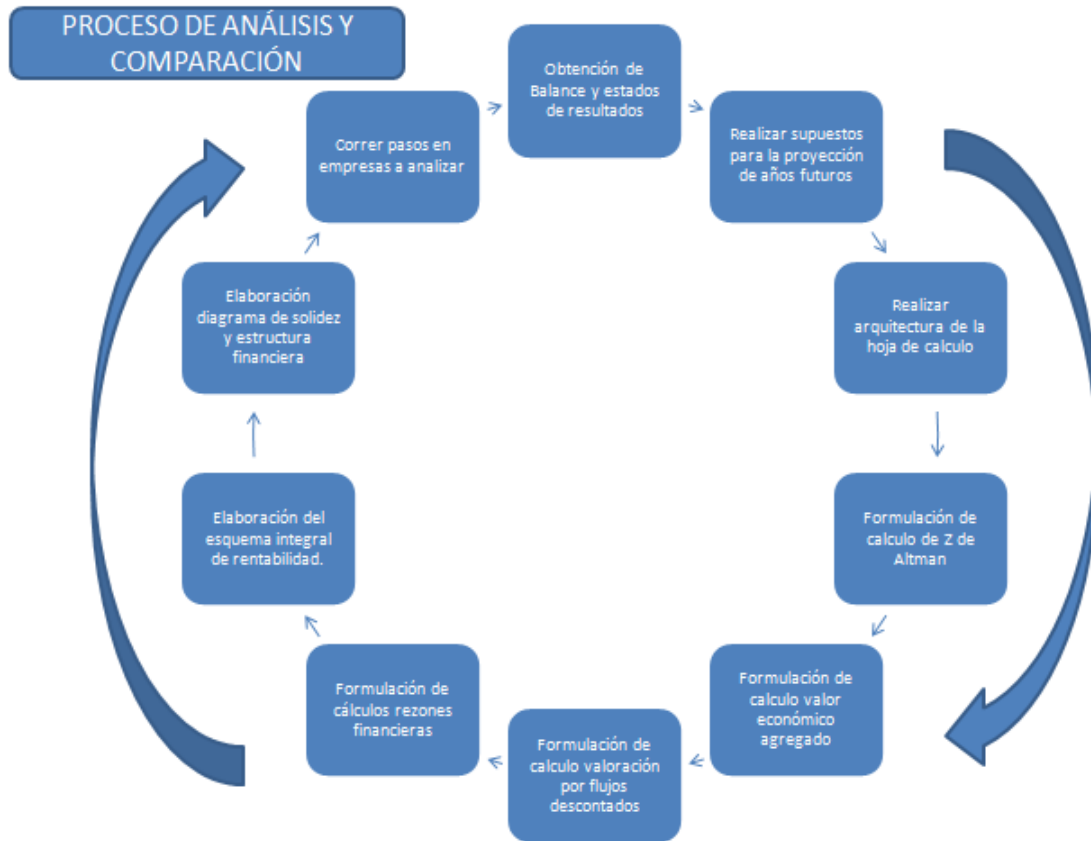 PROCESO DE ANÁLISIS Y
COMPARACIÓN
Obtención de
Balance y estados
de resultados
Realizar supuestos
para la proyección
de años futuros
Realizar
arquitectura de la
hoja de calculo
Formulación de
calculo de Z de
Altman
Formulación de
calculo valor
económico
agregado
Formulación de
calculo valoración
por flujos
descontados
Formulación de
cálculos rezones
financieras
Elaboración del
esquema integral
de rentabilidad.
Elaboración
diagrama de solidez
y estructura
financiera
Correr pasos en
empresas a analizar